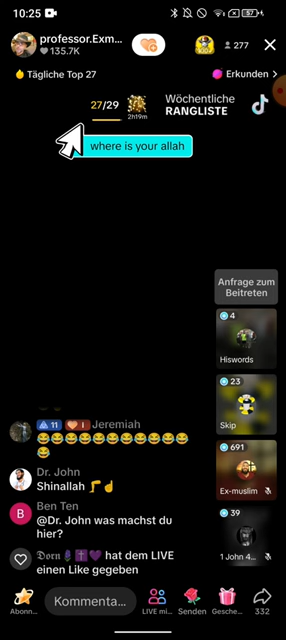 10:25
professor.Exm...
135.7K
277
Tägliche Top 27
Erkunden >
27/29
2h19m
Wöchentliche
RANGLISTE
where is your allah
Anfrage zum
Beitreten
4
Hiswords
23
Skip
691
Ex-muslim
39
1 John 4...
11
1
Jeremiah
Dr. John
Shinallah
B
Ben Ten
@Dr. John was machst du
hier?
𝔇𝔬𝔯𝔫 hat dem LIVE
einen Like gegeben
Abonn...
Kommenta...
LIVE mi...
Senden
Gesche...
332